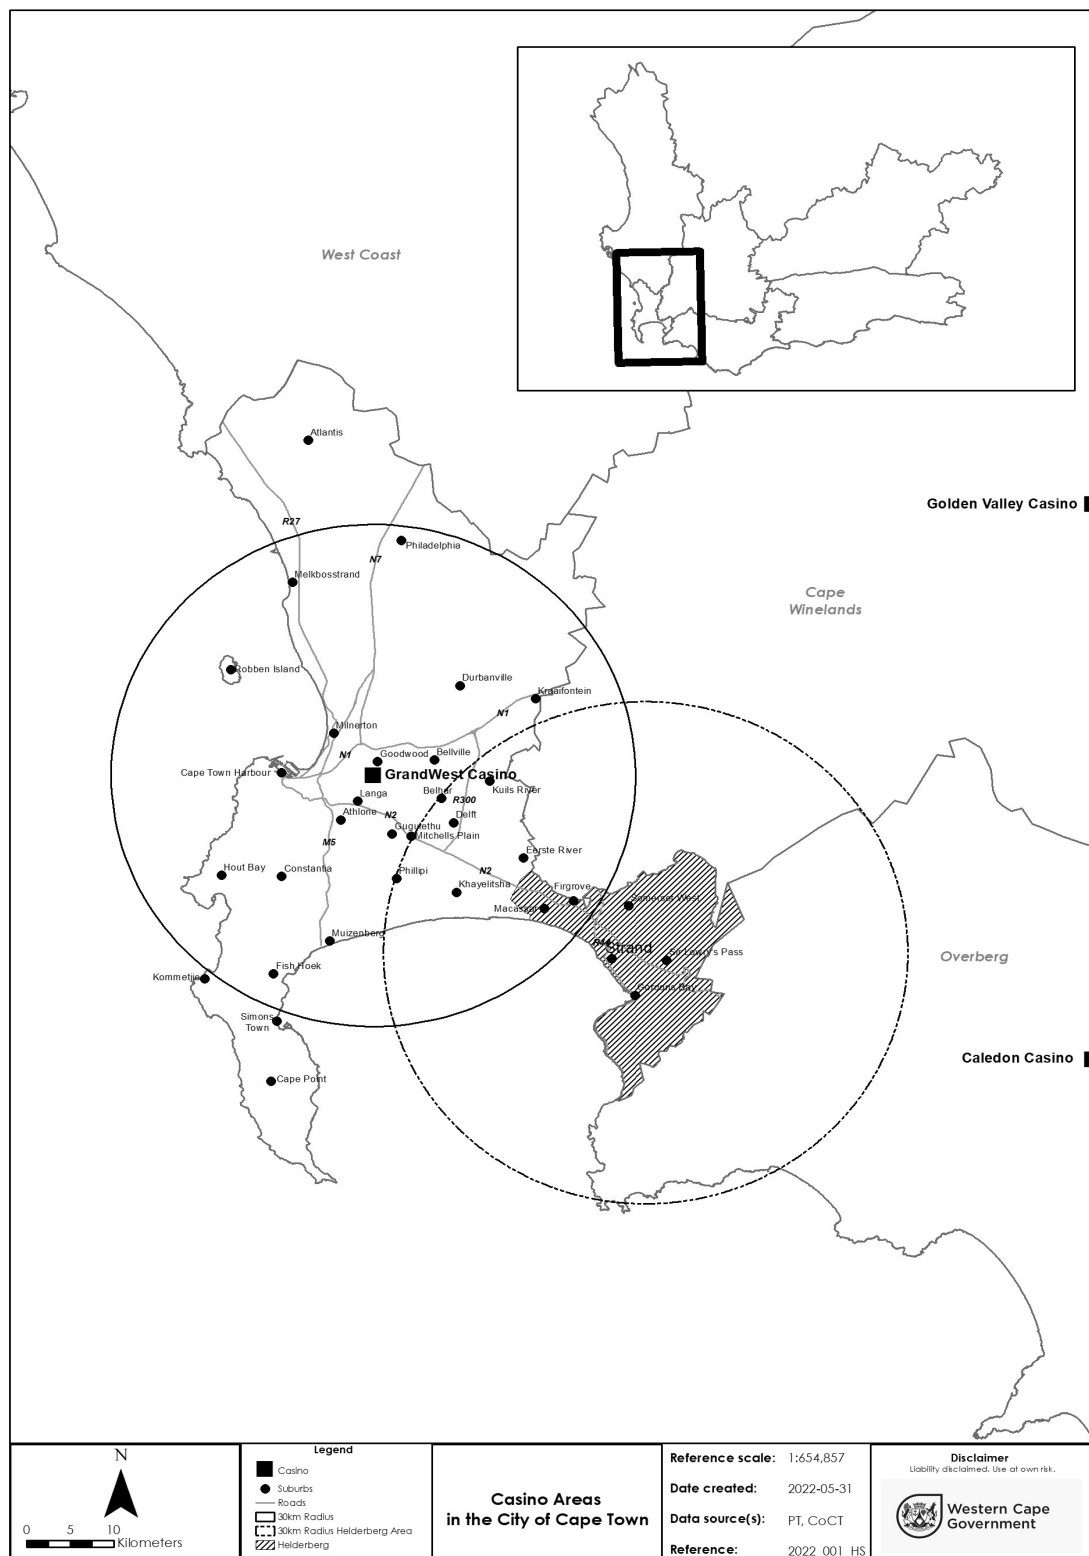 West Coast
Atlantis
Golden Valley Casino
R27
Philadelphia
N7
Melkbosstrand
Cape
Winelands
Robben Island
Durbanville
Kraaifontein
N1
Milnerton
N1
Goodwood
Bellville
Cape Town Harbour
GrandWest Casino
Kuils River
Langa
Belhar
R300
Athlone
N2
Delft
Gugulethu
Mitchells Plain
M5
Eerste River
Hout Bay
Constantia
Phillipi
N2
Khayelitsha
Firgrove
Macassar
Somerset West
Muizenberg
R44
Strand
Sir Lowry's Pass
Overberg
Kommetjie
Fish Hoek
Gordons Bay
Simons
Town
Caledon Casino
Cape Point
N
0 5 10
Kilometers
Legend
Casino
Suburbs
Roads
30km Radius
30km Radius Helderberg Area
Helderberg
Casino Areas
in the City of Cape Town
Reference scale: 1:654,857
Date created: 2022-05-31
Data source(s): PT, CoCT
Reference: 2022_001_HS
Disclaimer
Liability disclaimed. Use at own risk.
Western Cape
Government